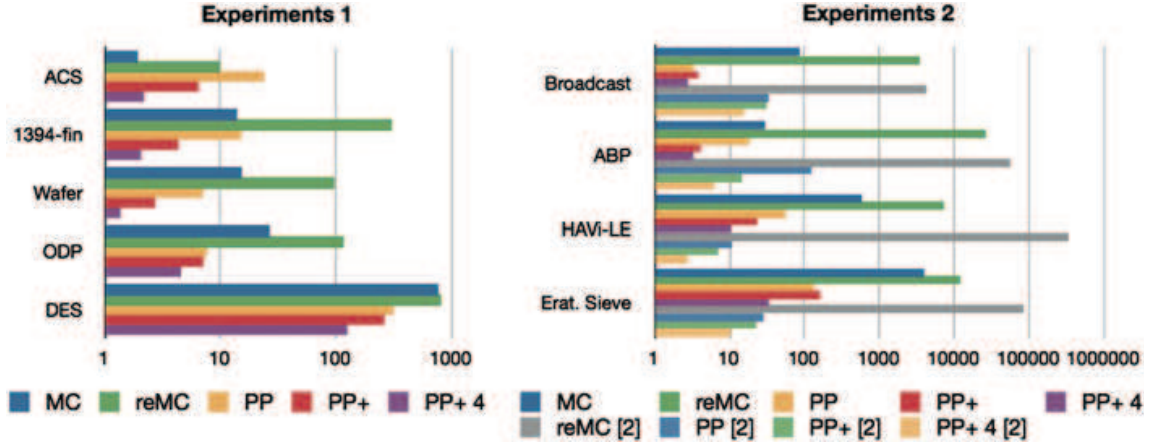 Experiments 1
ACS
1394-fin
Wafer
ODP
DES
1 10 100 1000
MC reMC PP PP+ PP+ 4
Experiments 2
Broadcast
ABP
HAVi-LE
Erat. Sieve
1 10 100 1000 10000 100000 1000000
MC reMC PP PP+ PP+ 4
reMC [2] PP [2] PP+ [2] PP+ 4 [2]